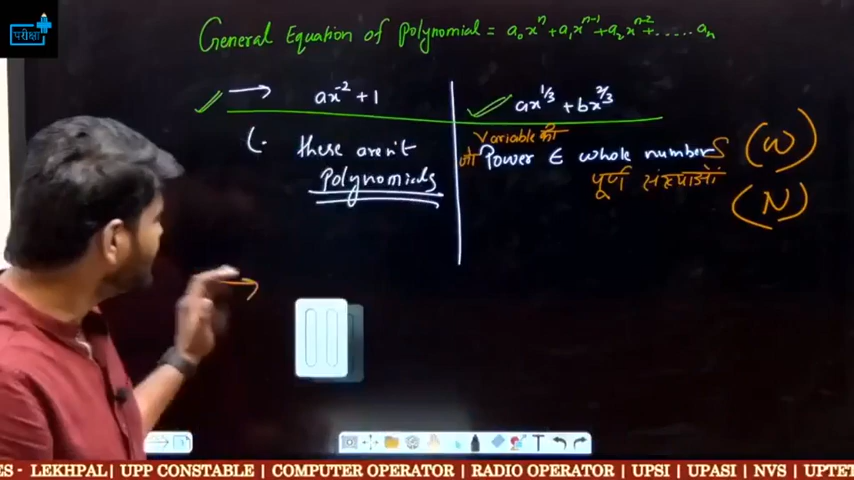 परीक्षा
General Equation of Polynomial = a₀xⁿ + a₁xⁿ⁻¹ + a₂xⁿ⁻² + ..... aₙ
→ ax⁻² + 1
ax^1/3 + bx^2/3
these aren't
Polynomials
Variable की
जो Power ∈ whole numbers (W)
पूर्ण संख्याओं
(N)
T
ES - LEKHPAL | UPP CONSTABLE | COMPUTER OPERATOR | RADIO OPERATOR | UPSI | UPASI | NVS | UPTET